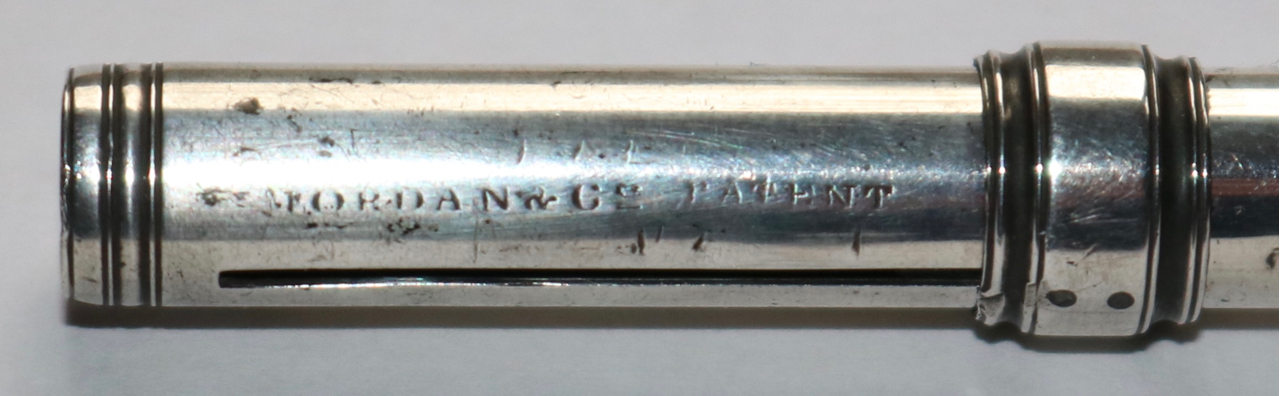 MORDAN & Co PATENT